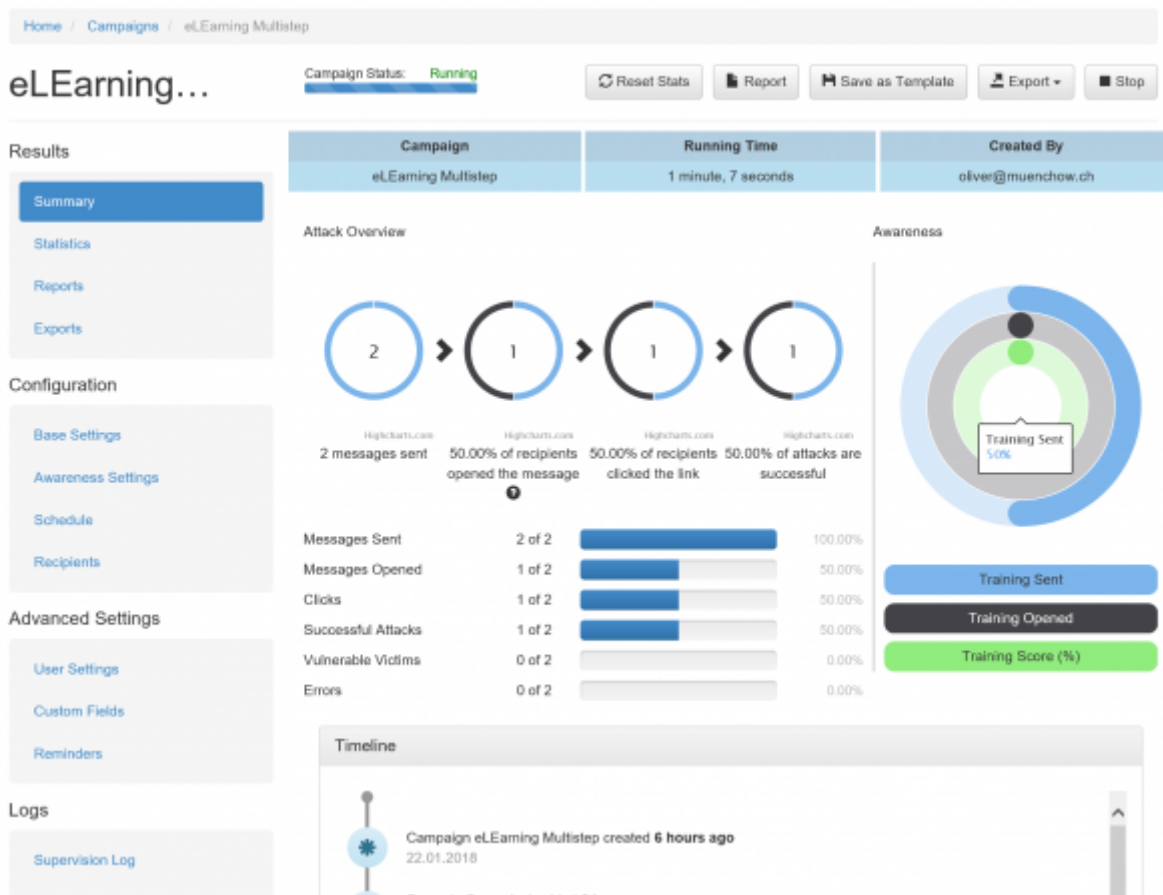 Home / Campaigns / eLEarning Multistep
eLEarning...
Campaign Status: Running
Reset Stats
Report
Save as Template
Export
Stop
Results
Summary
Statistics
Reports
Exports
Configuration
Base Settings
Awareness Settings
Schedule
Recipients
Advanced Settings
User Settings
Custom Fields
Reminders
Logs
Supervision Log
Campaign Running Time Created By
eLEarning Multistep 1 minute, 7 seconds oliver@muenchow.ch
Attack Overview
2
1
1
1
Highcharts.com
Highcharts.com
Highcharts.com
Highcharts.com
2 messages sent
50.00% of recipients
opened the message
?
50.00% of recipients
clicked the link
50.00% of attacks are
successful
Messages Sent 2 of 2 100.00%
Messages Opened 1 of 2 50.00%
Clicks 1 of 2 50.00%
Successful Attacks 1 of 2 50.00%
Vulnerable Victims 0 of 2 0.00%
Errors 0 of 2 0.00%
Awareness
Training Sent
50%
Training Sent
Training Opened
Training Score (%)
Timeline
Campaign eLEarning Multistep created 6 hours ago
22.01.2018